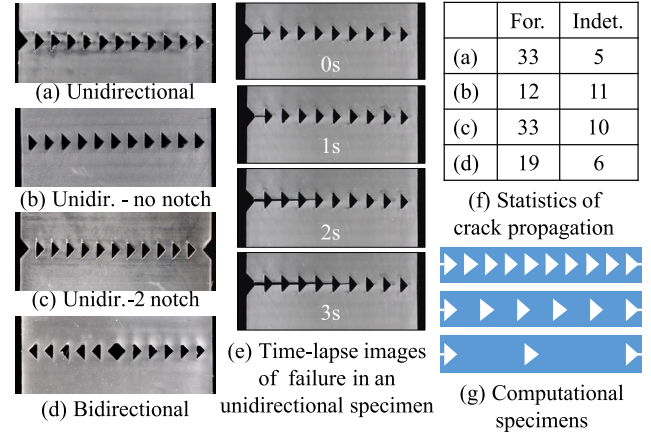 (a) Unidirectional
(b) Unidir. - no notch
(c) Unidir.-2 notch
(d) Bidirectional
0s
1s
2s
3s
(e) Time-lapse images
of failure in an
unidirectional specimen
For. Indet.
(a) 33 5
(b) 12 11
(c) 33 10
(d) 19 6
(f) Statistics of
crack propagation
(g) Computational
specimens